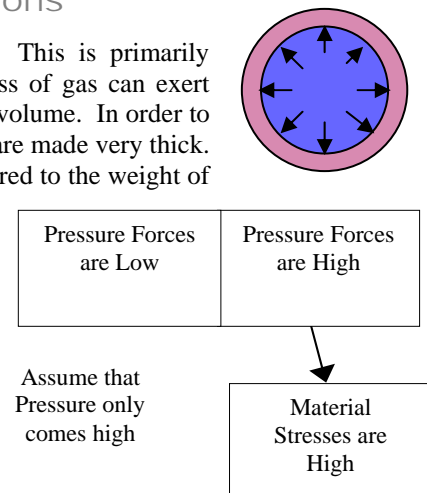 ons
This is primarily
ss of gas can exert
volume. In order to
are made very thick.
red to the weight of
Pressure Forces
are Low
Pressure Forces
are High
Assume that
Pressure only
comes high
Material
Stresses are
High